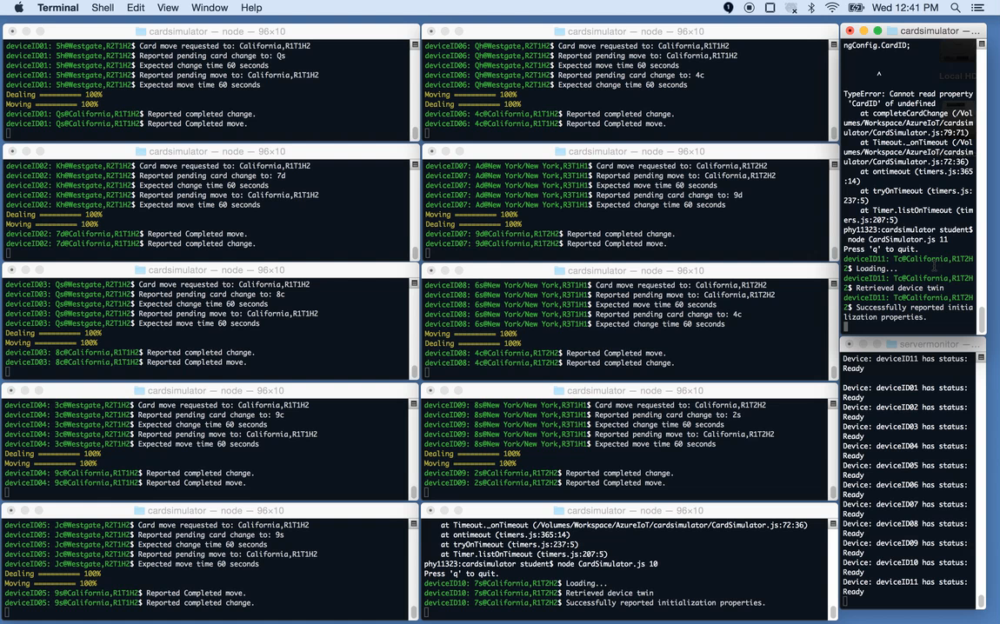 Terminal Shell Edit View Window Help
Wed 12:41 PM
cardsimulator — node — 96×10
deviceID01: 5h@Westgate,R2T1H2$ Card move requested to: California,R1T1H2
deviceID01: 5h@Westgate,R2T1H2$ Reported pending card change to: Qs
deviceID01: 5h@Westgate,R2T1H2$ Expected change time 60 seconds
deviceID01: 5h@Westgate,R2T1H2$ Reported pending move to: California,R1T1H2
deviceID01: 5h@Westgate,R2T1H2$ Expected move time 60 seconds
Dealing ========== 100%
Moving ========== 100%
deviceID01: Qs@California,R1T1H2$ Reported completed change.
deviceID01: Qs@California,R1T1H2$ Reported Completed move.
cardsimulator — node — 96×10
deviceID02: Kh@Westgate,R2T1H2$ Card move requested to: California,R1T1H2
deviceID02: Kh@Westgate,R2T1H2$ Reported pending card change to: 7d
deviceID02: Kh@Westgate,R2T1H2$ Expected change time 60 seconds
deviceID02: Kh@Westgate,R2T1H2$ Reported pending move to: California,R1T1H2
deviceID02: Kh@Westgate,R2T1H2$ Expected move time 60 seconds
Dealing ========== 100%
Moving ========== 100%
deviceID02: 7d@California,R1T1H2$ Reported Completed move.
deviceID02: 7d@California,R1T1H2$ Reported completed change.
cardsimulator — node — 96×10
deviceID03: Qs@Westgate,R2T1H2$ Card move requested to: California,R1T1H2
deviceID03: Qs@Westgate,R2T1H2$ Reported pending card change to: 8c
deviceID03: Qs@Westgate,R2T1H2$ Expected change time 60 seconds
deviceID03: Qs@Westgate,R2T1H2$ Reported pending move to: California,R1T1H2
deviceID03: Qs@Westgate,R2T1H2$ Expected move time 60 seconds
Dealing ========== 100%
Moving ========== 100%
deviceID03: 8c@California,R1T1H2$ Reported completed change.
deviceID03: 8c@California,R1T1H2$ Reported Completed move.
cardsimulator — node — 96×10
deviceID04: 3c@Westgate,R2T1H2$ Card move requested to: California,R1T1H2
deviceID04: 3c@Westgate,R2T1H2$ Reported pending card change to: 9c
deviceID04: 3c@Westgate,R2T1H2$ Expected change time 60 seconds
deviceID04: 3c@Westgate,R2T1H2$ Reported pending move to: California,R1T1H2
deviceID04: 3c@Westgate,R2T1H2$ Expected move time 60 seconds
Dealing ========== 100%
Moving ========== 100%
deviceID04: 9c@California,R1T1H2$ Reported completed change.
deviceID04: 9c@California,R1T1H2$ Reported Completed move.
cardsimulator — node — 96×10
deviceID05: Jc@Westgate,R2T1H2$ Card move requested to: California,R1T1H2
deviceID05: Jc@Westgate,R2T1H2$ Reported pending card change to: 9s
deviceID05: Jc@Westgate,R2T1H2$ Expected change time 60 seconds
deviceID05: Jc@Westgate,R2T1H2$ Reported pending move to: California,R1T1H2
deviceID05: Jc@Westgate,R2T1H2$ Expected move time 60 seconds
Dealing ========== 100%
Moving ========== 100%
deviceID05: 9s@California,R1T1H2$ Reported Completed move.
deviceID05: 9s@California,R1T1H2$ Reported completed change.
cardsimulator — node — 96×10
deviceID06: Qh@Westgate,R2T1H2$ Card move requested to: California,R1T1H2
deviceID06: Qh@Westgate,R2T1H2$ Reported pending move to: California,R1T1H2
deviceID06: Qh@Westgate,R2T1H2$ Expected move time 60 seconds
deviceID06: Qh@Westgate,R2T1H2$ Reported pending card change to: 4c
deviceID06: Qh@Westgate,R2T1H2$ Expected change time 60 seconds
Moving ========== 100%
Dealing ========== 100%
deviceID06: 4c@California,R1T1H2$ Reported completed change.
deviceID06: 4c@California,R1T1H2$ Reported Completed move.
cardsimulator — node — 96×10
deviceID07: Ad@New York/New York,R3T1H1$ Card move requested to: California,R1T2H2
deviceID07: Ad@New York/New York,R3T1H1$ Reported pending move to: California,R1T2H2
deviceID07: Ad@New York/New York,R3T1H1$ Expected move time 60 seconds
deviceID07: Ad@New York/New York,R3T1H1$ Reported pending card change to: 9d
deviceID07: Ad@New York/New York,R3T1H1$ Expected change time 60 seconds
Moving ========== 100%
Dealing ========== 100%
deviceID07: 9d@California,R1T2H2$ Reported completed change.
deviceID07: 9d@California,R1T2H2$ Reported Completed move.
cardsimulator — node — 96×10
deviceID08: 6s@New York/New York,R3T1H1$ Card move requested to: California,R1T2H2
deviceID08: 6s@New York/New York,R3T1H1$ Reported pending move to: California,R1T2H2
deviceID08: 6s@New York/New York,R3T1H1$ Expected move time 60 seconds
deviceID08: 6s@New York/New York,R3T1H1$ Reported pending card change to: 4c
deviceID08: 6s@New York/New York,R3T1H1$ Expected change time 60 seconds
Moving ========== 100%
Dealing ========== 100%
deviceID08: 4c@California,R1T2H2$ Reported Completed move.
deviceID08: 4c@California,R1T2H2$ Reported completed change.
cardsimulator — node — 96×10
deviceID09: 8s@New York/New York,R3T1H1$ Card move requested to: California,R1T2H2
deviceID09: 8s@New York/New York,R3T1H1$ Reported pending card change to: 2s
deviceID09: 8s@New York/New York,R3T1H1$ Expected change time 60 seconds
deviceID09: 8s@New York/New York,R3T1H1$ Reported pending move to: California,R1T2H2
deviceID09: 8s@New York/New York,R3T1H1$ Expected move time 60 seconds
Dealing ========== 100%
Moving ========== 100%
deviceID09: 2s@California,R1T2H2$ Reported completed change.
deviceID09: 2s@California,R1T2H2$ Reported Completed move.
cardsimulator — node — 96×10
at Timeout._onTimeout (/Volumes/Workspace/AzureIoT/cardsimulator/CardSimulator.js:72:36)
at ontimeout (timers.js:365:14)
at tryOnTimeout (timers.js:237:5)
at Timer.listOnTimeout (timers.js:207:5)
phy11323:cardsimulator student$ node CardSimulator.js 10
Press 'q' to quit.
deviceID10: 7s@California,R1T2H2$ Loading...
deviceID10: 7s@California,R1T2H2$ Retrieved device twin
deviceID10: 7s@California,R1T2H2$ Successfully reported initialization properties.
cardsimulator —...
ngConfig.CardID;
^
TypeError: Cannot read property
'CardID' of undefined
at completeCardChange (/Vol
umes/Workspace/AzureIoT/cardsim
ulator/CardSimulator.js:79:71)
at Timeout._onTimeout (/Vol
umes/Workspace/AzureIoT/cardsim
ulator/CardSimulator.js:72:36)
at ontimeout (timers.js:365
:14)
at tryOnTimeout (timers.js:
237:5)
at Timer.listOnTimeout (tim
ers.js:207:5)
phy11323:cardsimulator student$
node CardSimulator.js 11
Press 'q' to quit.
deviceID11: Tc@California,R1T2H
2$ Loading...
deviceID11: Tc@California,R1T2H
2$ Retrieved device twin
deviceID11: Tc@California,R1T2H
2$ Successfully reported initia
lization properties.
servermonitor —...
Device: deviceID11 has status:
Ready
Device: deviceID01 has status:
Ready
Device: deviceID02 has status:
Ready
Device: deviceID03 has status:
Ready
Device: deviceID04 has status:
Ready
Device: deviceID05 has status:
Ready
Device: deviceID06 has status:
Ready
Device: deviceID07 has status:
Ready
Device: deviceID08 has status:
Ready
Device: deviceID09 has status:
Ready
Device: deviceID10 has status:
Ready
Device: deviceID11 has status:
Ready